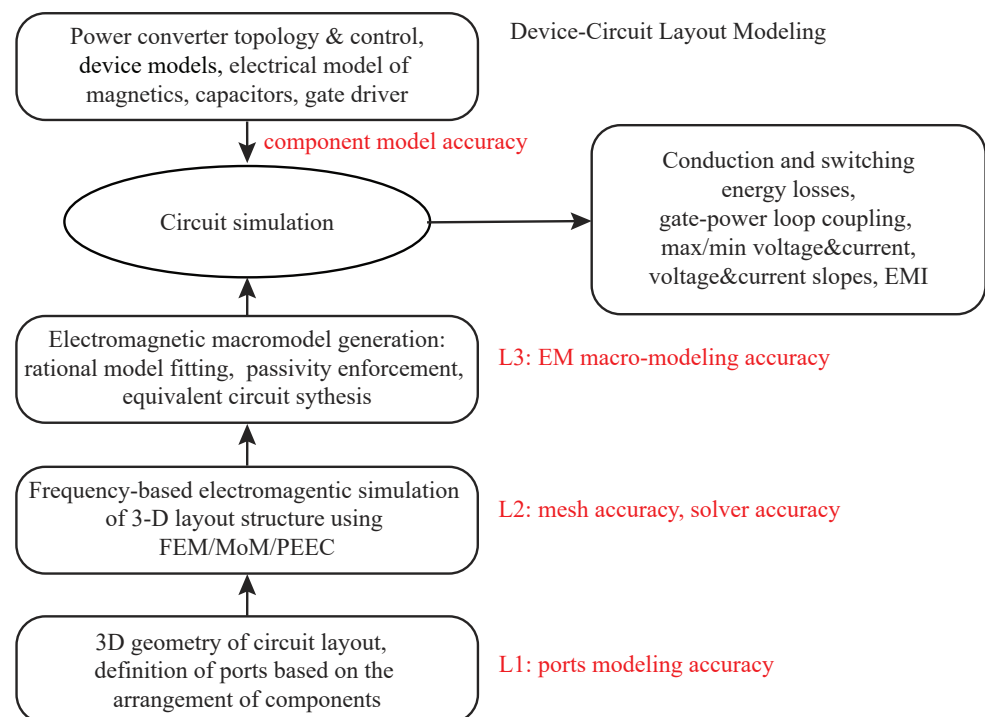 Power converter topology & control,
device models, electrical model of
magnetics, capacitors, gate driver
Device-Circuit Layout Modeling
component model accuracy
Circuit simulation
Conduction and switching
energy losses,
gate-power loop coupling,
max/min voltage&current,
voltage&current slopes, EMI
Electromagnetic macromodel generation:
rational model fitting, passivity enforcement,
equivalent circuit sythesis
L3: EM macro-modeling accuracy
Frequency-based electromagentic simulation
of 3-D layout structure using
FEM/MoM/PEEC
L2: mesh accuracy, solver accuracy
3D geometry of circuit layout,
definition of ports based on the
arrangement of components
L1: ports modeling accuracy